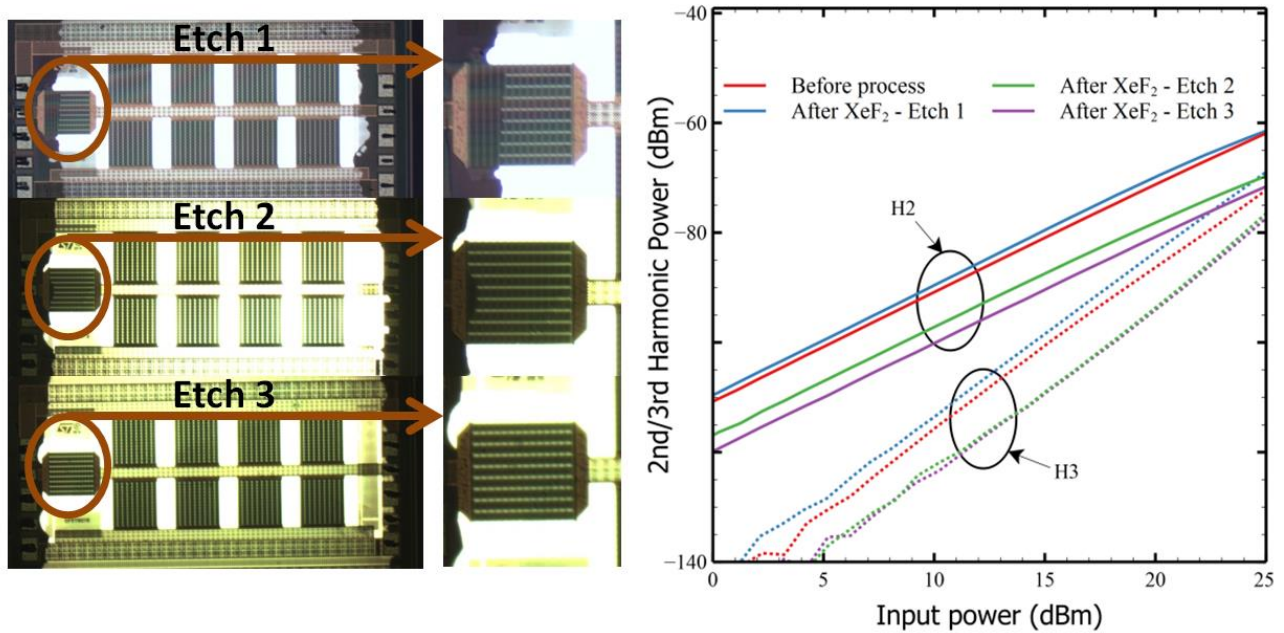 Etch 1
Etch 2
Etch 3
2nd/3rd Harmonic Power (dBm)
−40
−60
−80
−140
Before process
After XeF₂ - Etch 1
After XeF₂ - Etch 2
After XeF₂ - Etch 3
H2
H3
0 5 10 15 20 25
Input power (dBm)